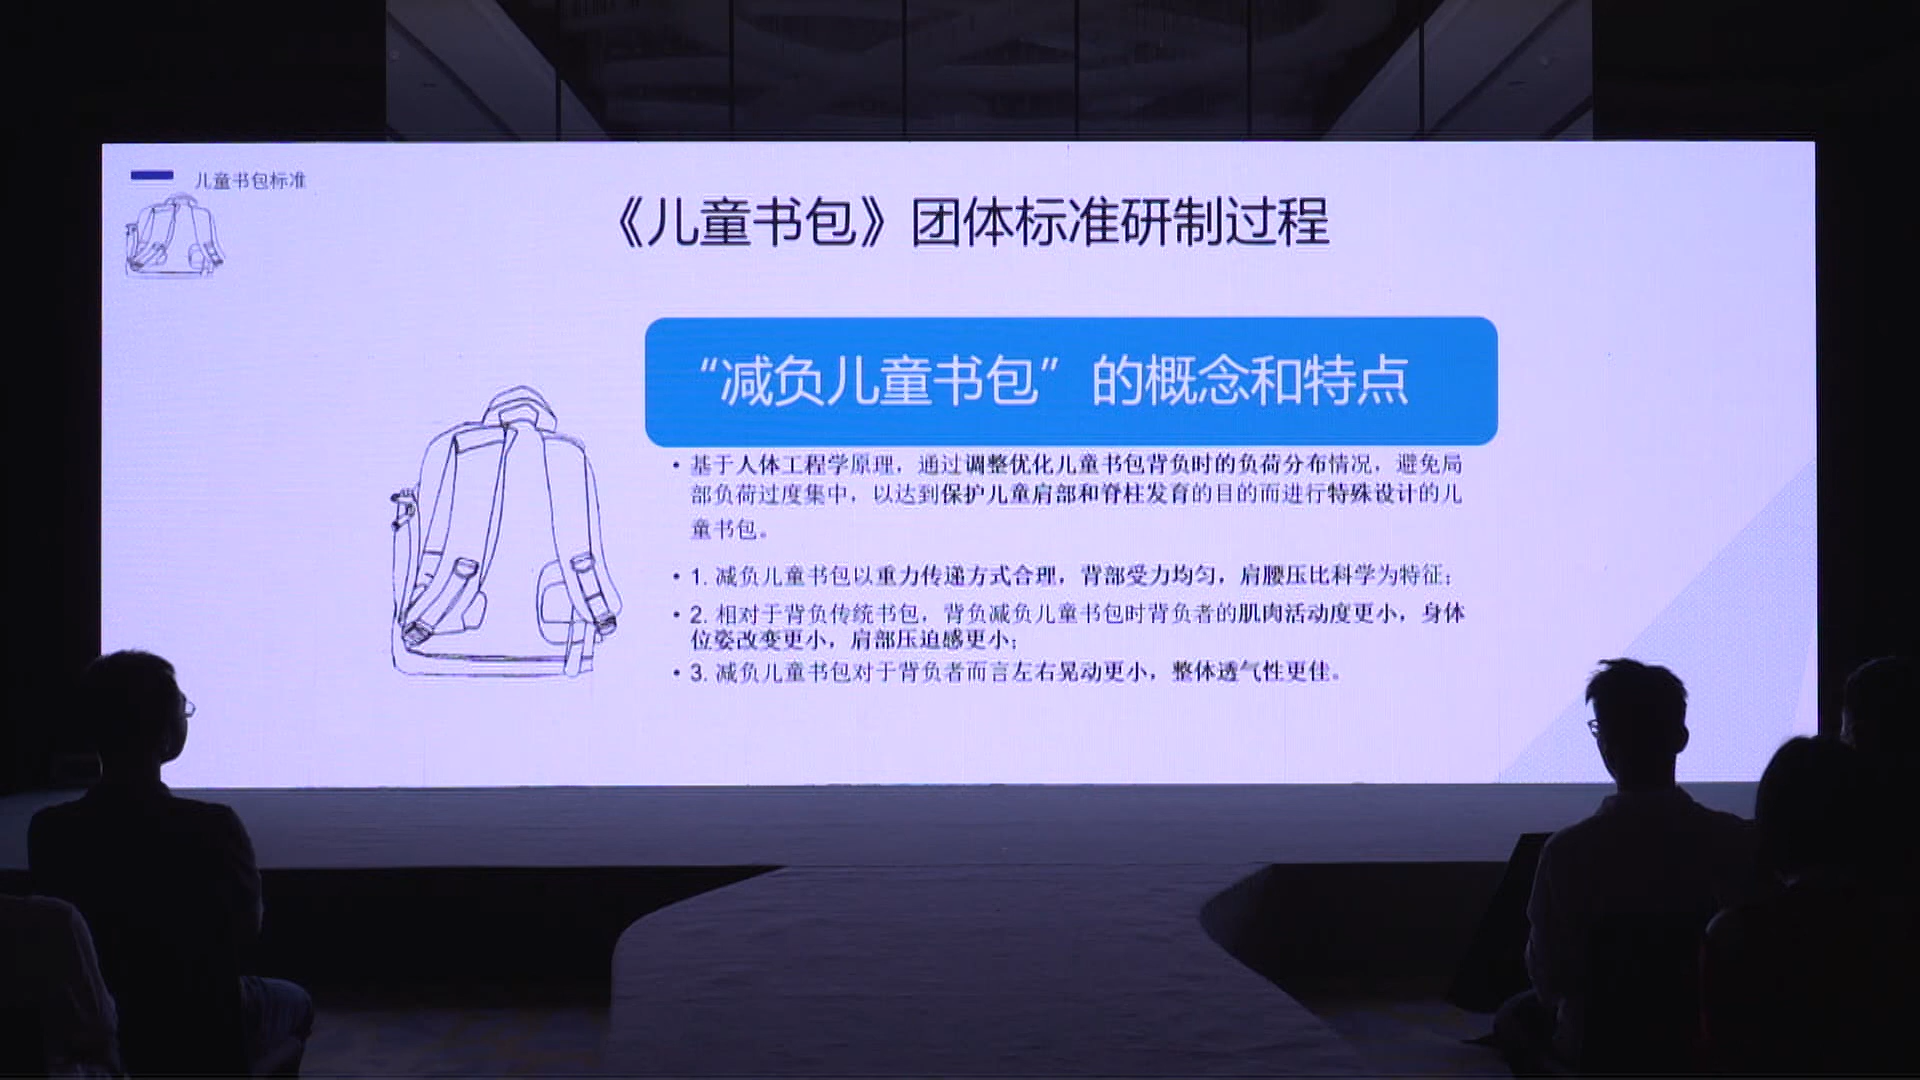 儿童书包标准
《儿童书包》团体标准研制过程
“减负儿童书包”的概念和特点
• 基于人体工程学原理，通过调整优化儿童书包背负时的负荷分布情况，避免局
部负荷过度集中，以达到保护儿童肩部和脊柱发育的目的而进行特殊设计的儿
童书包。
• 1. 减负儿童书包以重力传递方式合理，背部受力均匀，肩腰压比科学为特征；
• 2. 相对于背负传统书包，背负减负儿童书包时背负者的肌肉活动度更小，身体
位姿改变更小，肩部压迫感更小；
• 3. 减负儿童书包对于背负者而言左右晃动更小，整体透气性更佳。